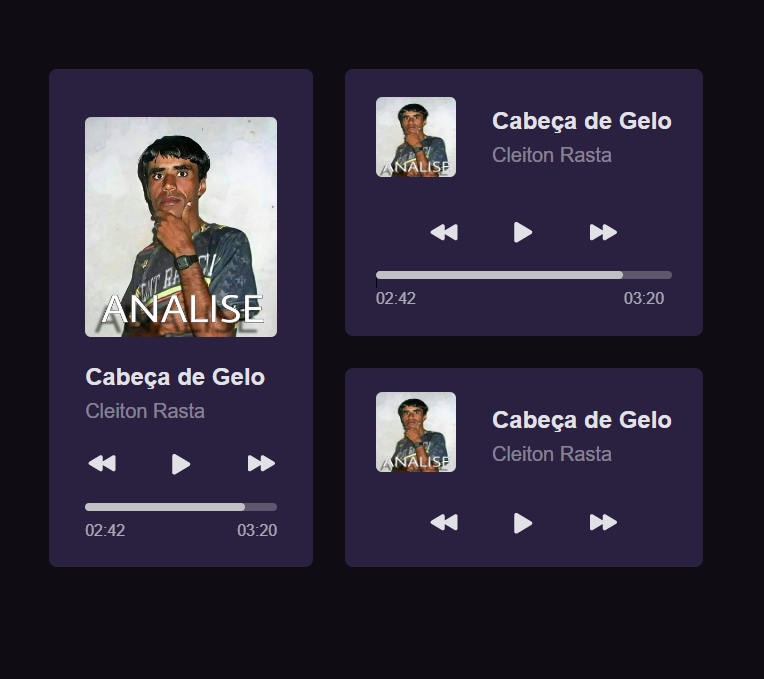 ANALISE
Cabeça de Gelo
Cleiton Rasta
02:42 03:20
ANALISE
Cabeça de Gelo
Cleiton Rasta
02:42 03:20
ANALISE
Cabeça de Gelo
Cleiton Rasta